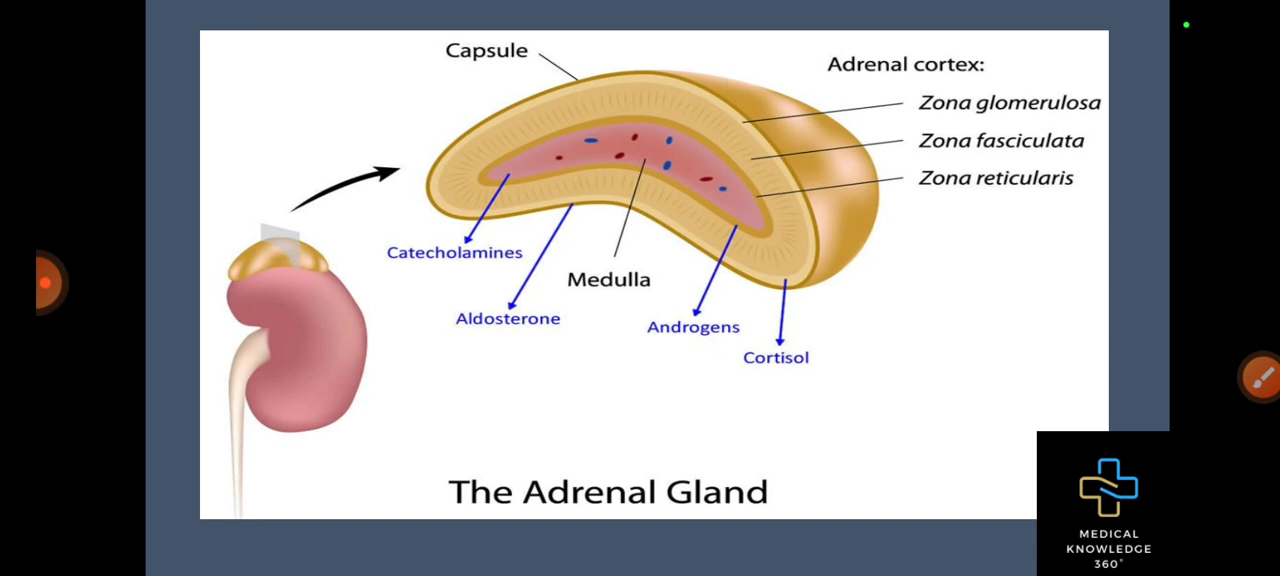 Capsule
Adrenal cortex:
Zona glomerulosa
Zona fasciculata
Zona reticularis
Catecholamines
Medulla
Aldosterone
Androgens
Cortisol
The Adrenal Gland
MEDICAL
KNOWLEDGE
360°